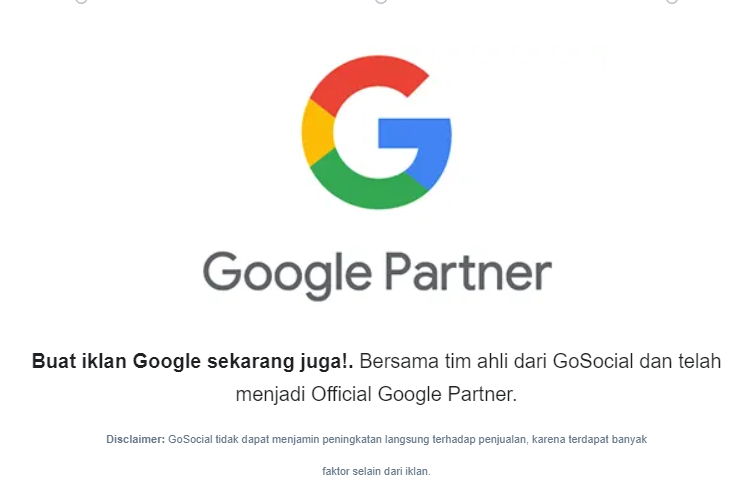 Google Partner
Buat iklan Google sekarang juga!. Bersama tim ahli dari GoSocial dan telah
menjadi Official Google Partner.
Disclaimer: GoSocial tidak dapat menjamin peningkatan langsung terhadap penjualan, karena terdapat banyak
faktor selain dari iklan.